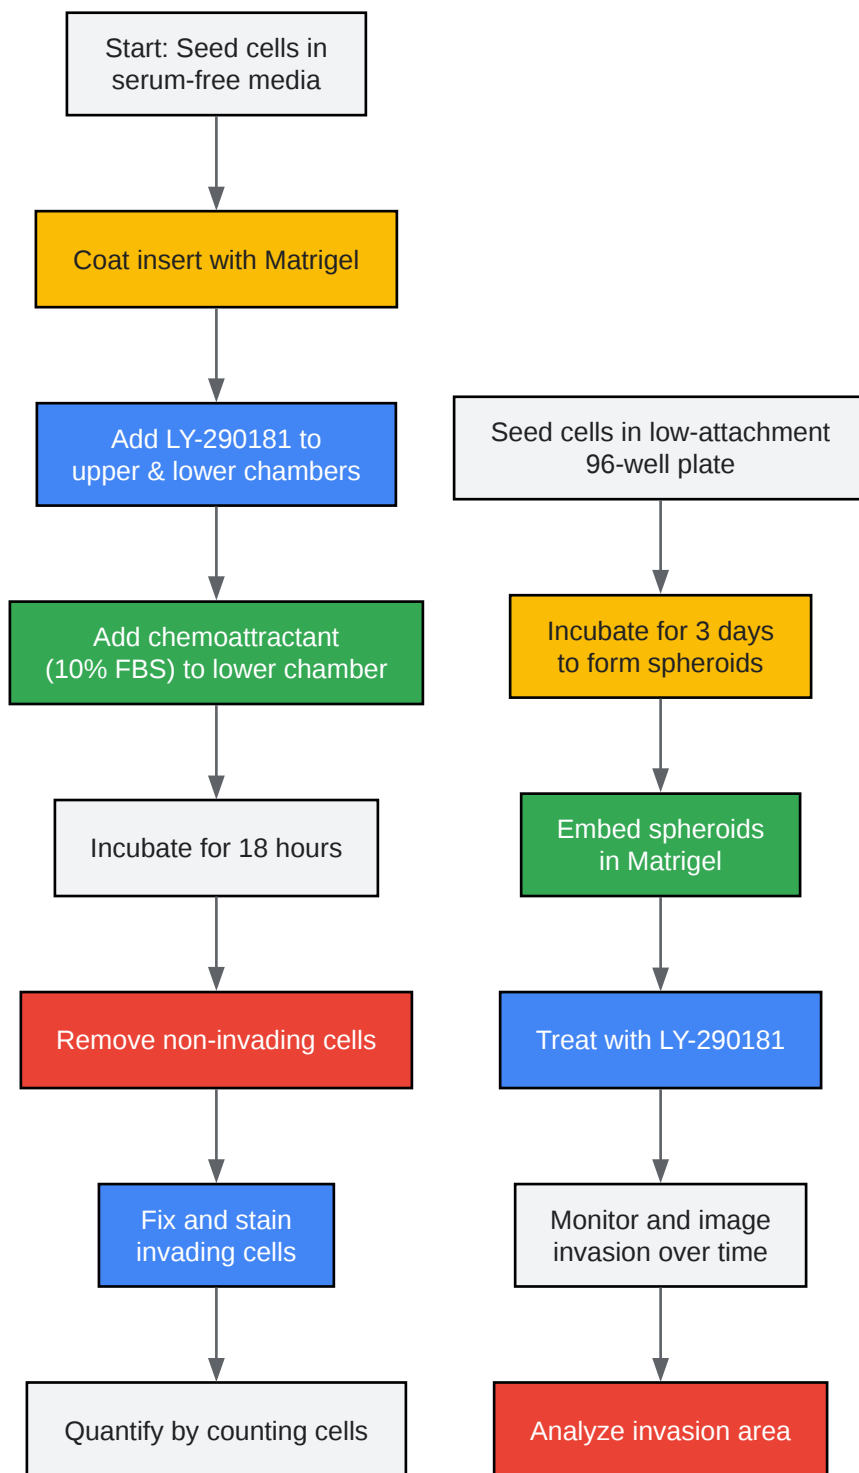 Start: Seed cells in
serum-free media
Coat insert with Matrigel
Add LY-290181 to
upper & lower chambers
Add chemoattractant
(10% FBS) to lower chamber
Incubate for 18 hours
Remove non-invading cells
Fix and stain
invading cells
Quantify by counting cells
Seed cells in low-attachment
96-well plate
Incubate for 3 days
to form spheroids
Embed spheroids
in Matrigel
Treat with LY-290181
Monitor and image
invasion over time
Analyze invasion area